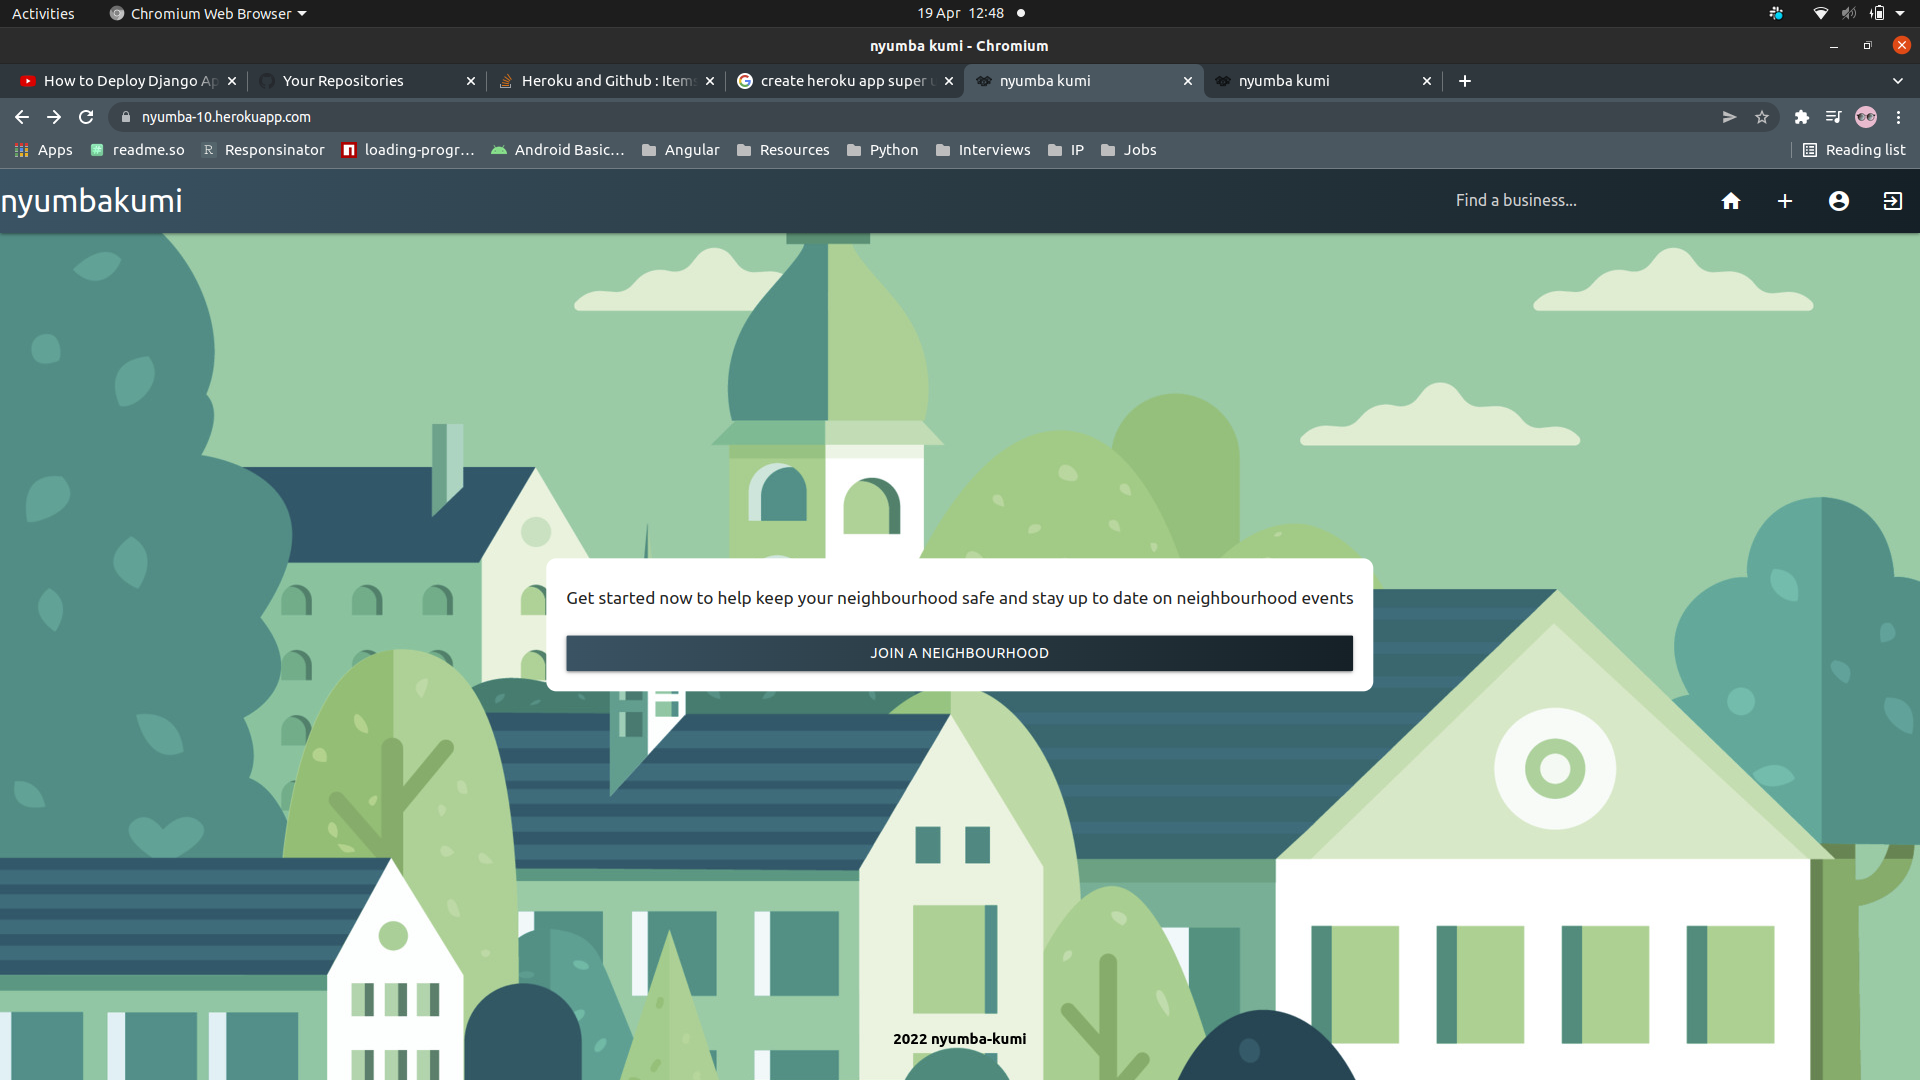 Activities
Chromium Web Browser
19 Apr 12:48
nyumba kumi - Chromium
How to Deploy Django Ap
Your Repositories
Heroku and Github : Items
create heroku app super u
nyumba kumi
nyumba kumi
nyumba-10.herokuapp.com
Apps
readme.so
R
Responsinator
n
loading-progr...
Android Basic...
Angular
Resources
Python
Interviews
IP
Jobs
Reading list
nyumbakumi
Find a business...
Get started now to help keep your neighbourhood safe and stay up to date on neighbourhood events
JOIN A NEIGHBOURHOOD
2022 nyumba-kumi